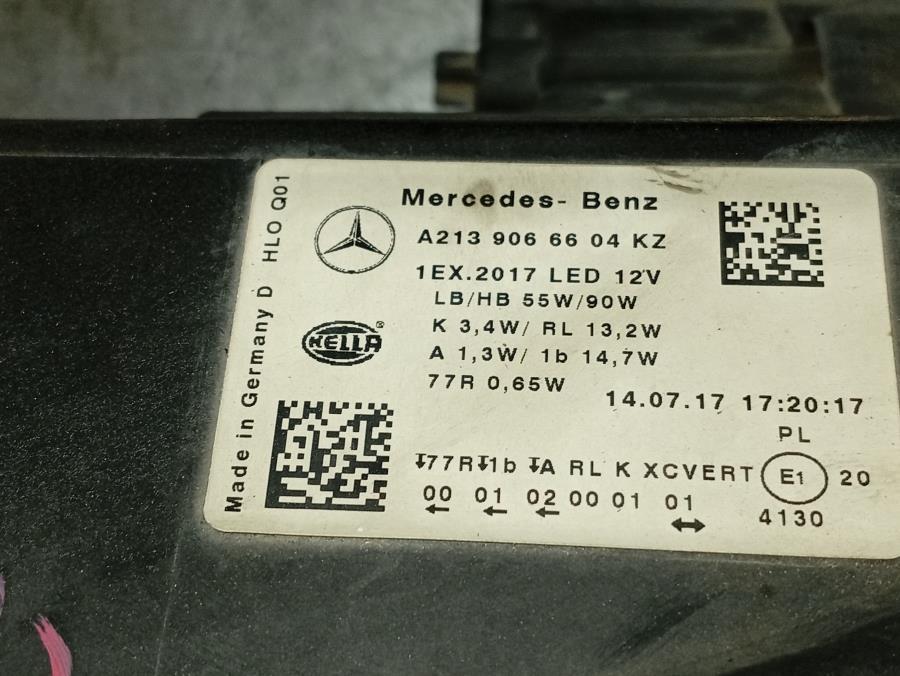 Mercedes- Benz
A213 906 66 04 KZ
1EX.2017 LED 12V
LB/HB 55W/90W
K 3,4W/ RL 13,2W
A 1,3W/ 1b 14,7W
77R 0,65W
14.07.17 17:20:17
PL
↧77R↧1b ↧A RL K XCVERT E1 20
00 01 02 00 01 01 4130
← ← ← ↔
HELLA®
Made in Germany D HLO Q01